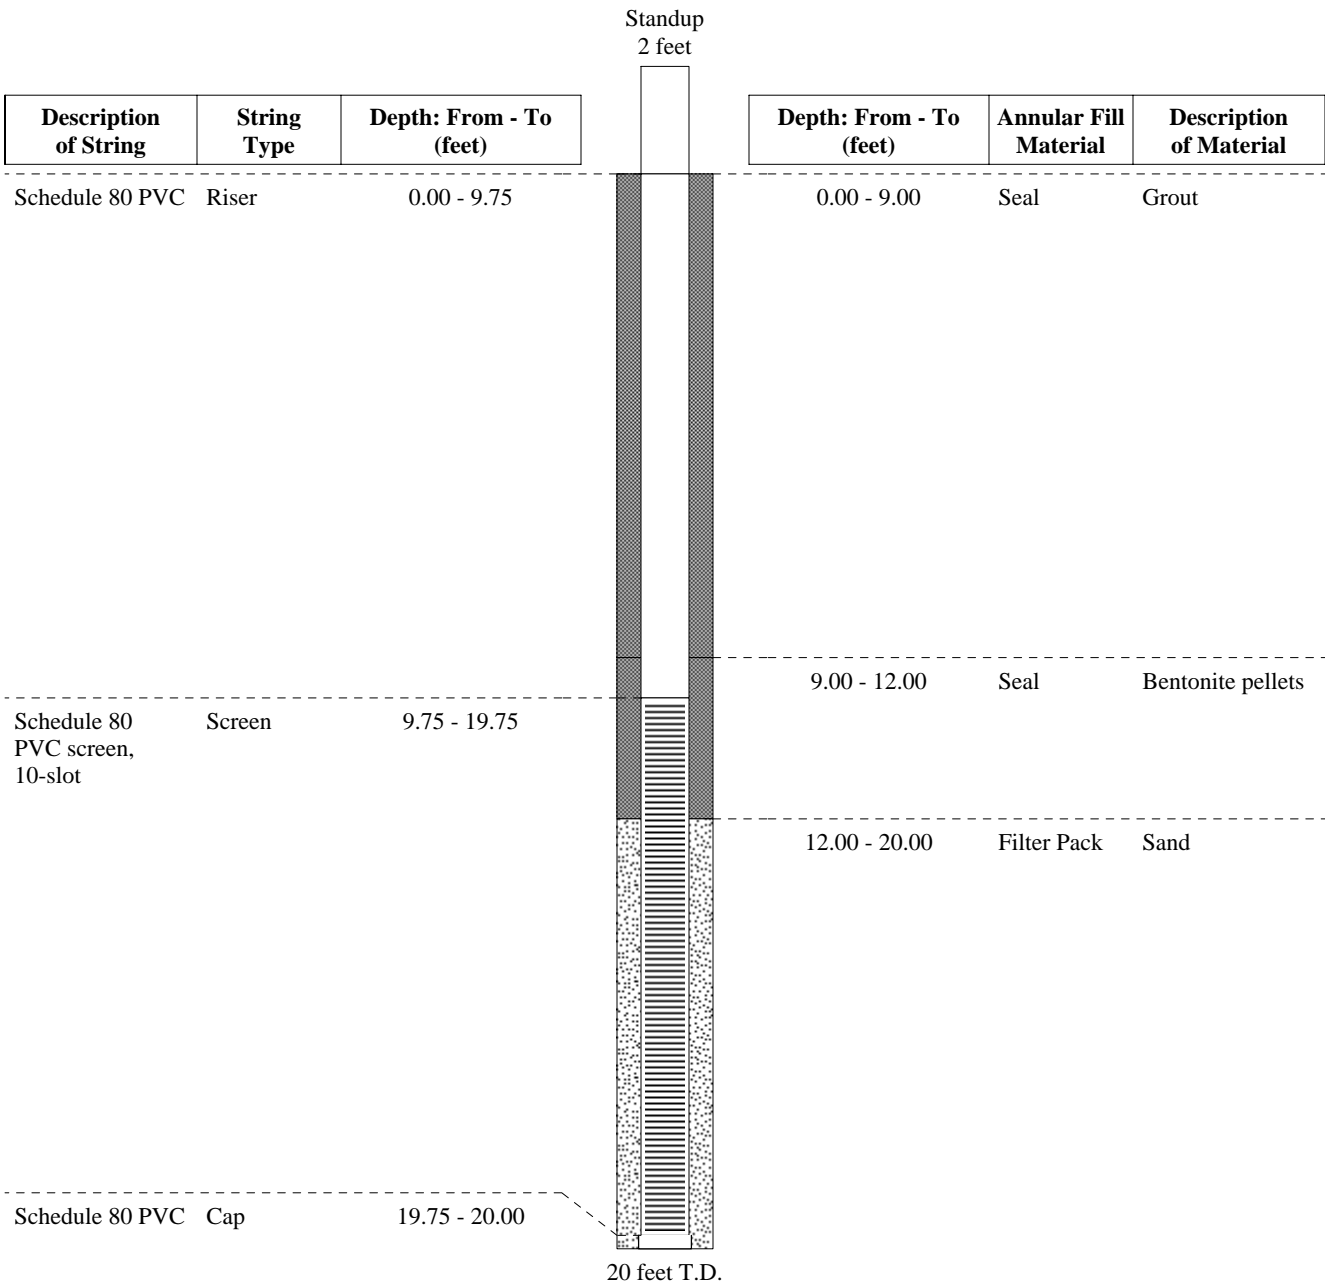 Standup
2 feet
Description of String String Type Depth: From - To (feet)
Depth: From - To (feet) Annular Fill Material Description of Material
Schedule 80 PVC Riser 0.00 - 9.75
0.00 - 9.00 Seal Grout
9.00 - 12.00 Seal Bentonite pellets
Schedule 80 Screen 9.75 - 19.75
PVC screen,
10-slot
12.00 - 20.00 Filter Pack Sand
Schedule 80 PVC Cap 19.75 - 20.00
20 feet T.D.